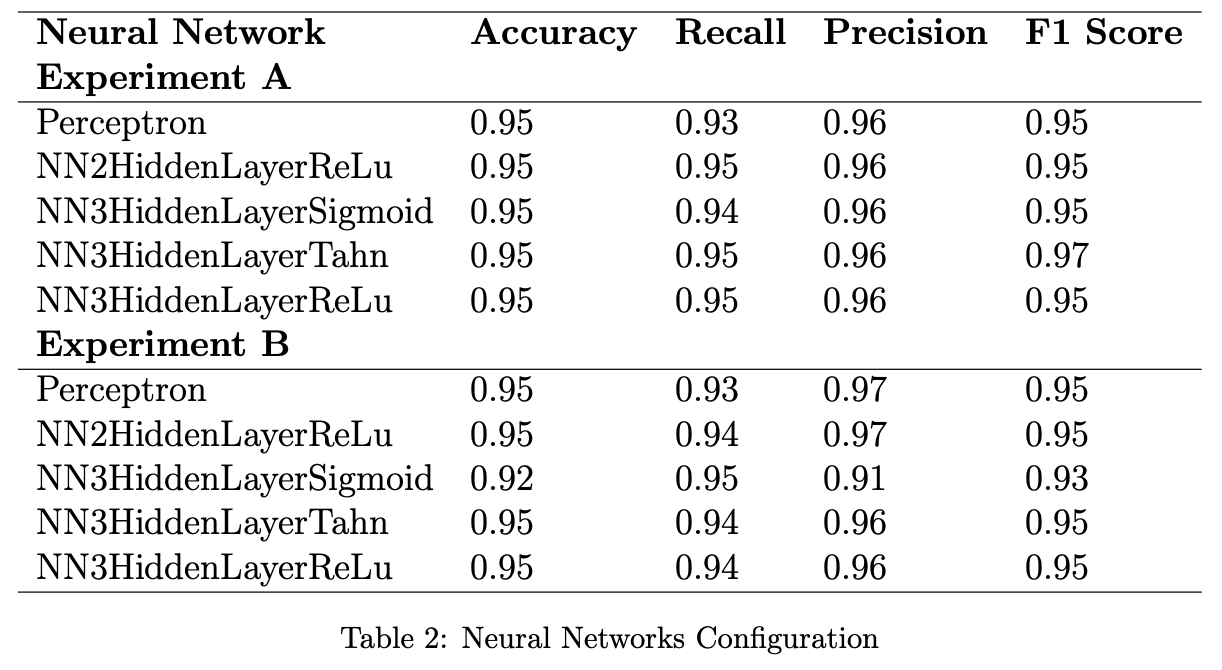 Neural Network Accuracy Recall Precision F1 Score
Experiment A
Perceptron 0.95 0.93 0.96 0.95
NN2HiddenLayerReLu 0.95 0.95 0.96 0.95
NN3HiddenLayerSigmoid 0.95 0.94 0.96 0.95
NN3HiddenLayerTahn 0.95 0.95 0.96 0.97
NN3HiddenLayerReLu 0.95 0.95 0.96 0.95
Experiment B
Perceptron 0.95 0.93 0.97 0.95
NN2HiddenLayerReLu 0.95 0.94 0.97 0.95
NN3HiddenLayerSigmoid 0.92 0.95 0.91 0.93
NN3HiddenLayerTahn 0.95 0.94 0.96 0.95
NN3HiddenLayerReLu 0.95 0.94 0.96 0.95
Table 2: Neural Networks Configuration